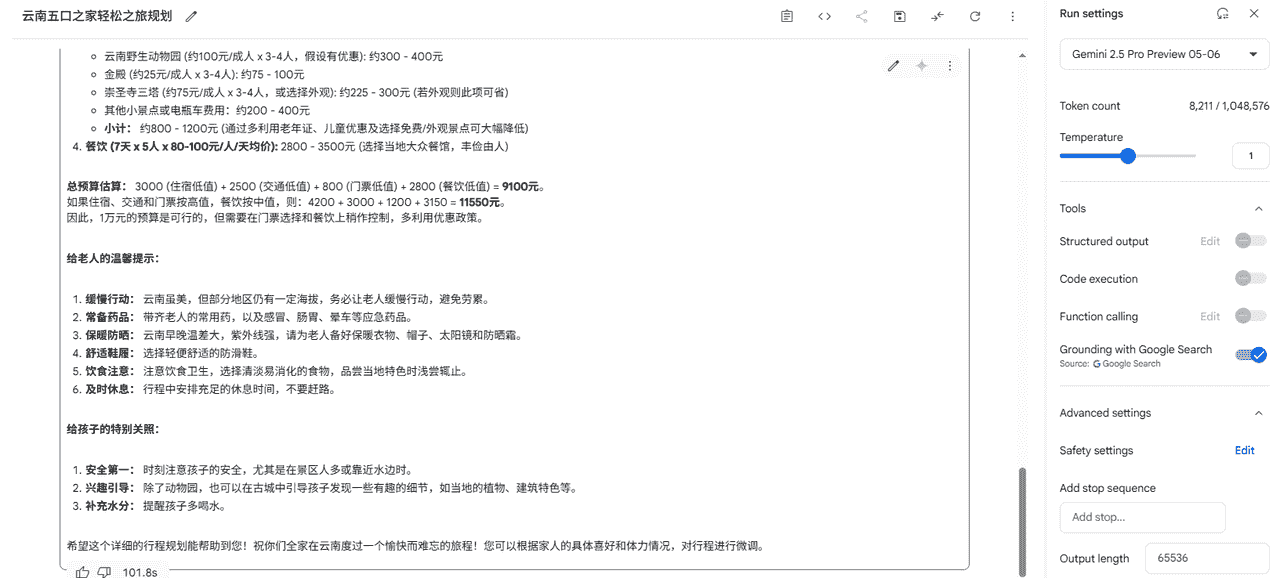 云南五口之家轻松之旅规划
云南野生动物园 (约100元/成人 x 3-4人，假设有优惠): 约300 - 400元
金殿 (约25元/成人 x 3-4人): 约75 - 100元
崇圣寺三塔 (约75元/成人 x 3-4人，或选择外观): 约225 - 300元 (若外观则此项可省)
其他小景点或电瓶车费用：约200 - 400元
小计： 约800 - 1200元 (通过多利用老年证、儿童优惠及选择免费/外观景点可大幅降低)
4. 餐饮 (7天 x 5人 x 80-100元/人/天均价): 2800 - 3500元 (选择当地大众餐馆，丰俭由人)
总预算估算： 3000 (住宿低值) + 2500 (交通低值) + 800 (门票低值) + 2800 (餐饮低值) = 9100元。
如果住宿、交通和门票按高值，餐饮按中值，则：4200 + 3000 + 1200 + 3150 = 11550元。
因此，1万元的预算是可行的，但需要在门票选择和餐饮上稍作控制，多利用优惠政策。
给老人的温馨提示：
1. 缓慢行动： 云南虽美，但部分地区仍有一定海拔，务必让老人缓慢行动，避免劳累。
2. 常备药品： 带齐老人的常用药，以及感冒、肠胃、晕车等应急药品。
3. 保暖防晒： 云南早晚温差大，紫外线强，请为老人备好保暖衣物、帽子、太阳镜和防晒霜。
4. 舒适鞋履： 选择轻便舒适的防滑鞋。
5. 饮食注意： 注意饮食卫生，选择清淡易消化的食物，品尝当地特色时浅尝辄止。
6. 及时休息： 行程中安排充足的休息时间，不要赶路。
给孩子的特别关照：
1. 安全第一： 时刻注意孩子的安全，尤其是在景区人多或靠近水边时。
2. 兴趣引导： 除了动物园，也可以在古城中引导孩子发现一些有趣的细节，如当地的植物、建筑特色等。
3. 补充水分： 提醒孩子多喝水。
希望这个详细的行程规划能帮助到您！祝你们全家在云南度过一个愉快而难忘的旅程！您可以根据家人的具体喜好和体力情况，对行程进行微调。
101.8s
Run settings
Gemini 2.5 Pro Preview 05-06
Token count 8,211 / 1,048,576
Temperature
1
Tools
Structured output Edit
Code execution
Function calling Edit
Grounding with Google Search
Source: G Google Search
Advanced settings
Safety settings Edit
Add stop sequence
Add stop...
Output length 65536